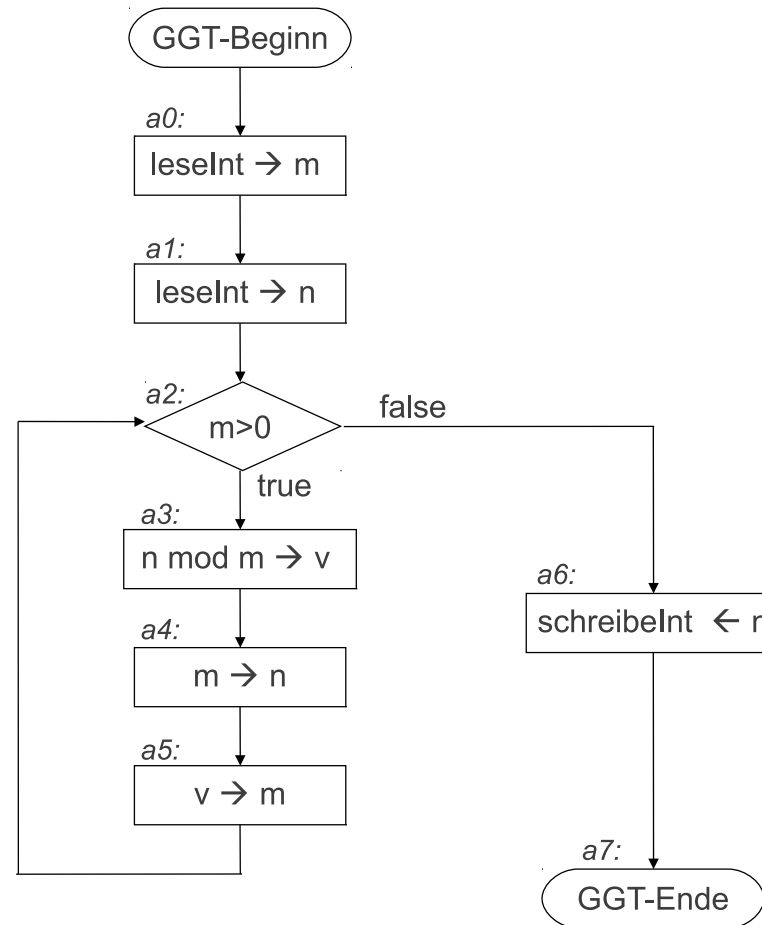 GGT-Beginn
a0:
leseInt → m
a1:
leseInt → n
a2:
m>0
false
true
a3:
n mod m → v
a4:
m → n
a5:
v → m
a6:
schreibeInt ←
a7:
GGT-Ende